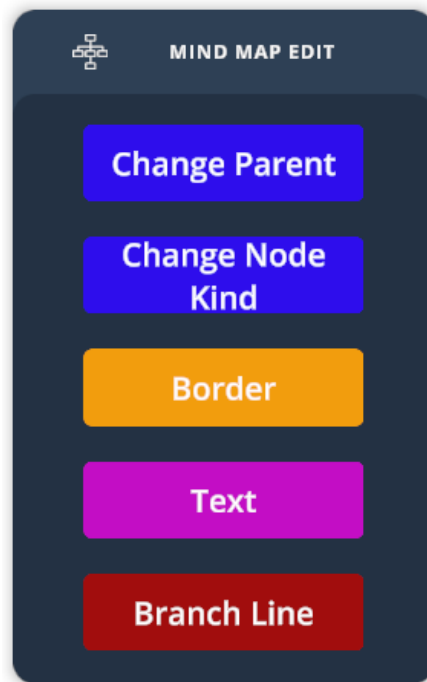 MIND MAP EDIT
Change Parent
Change Node
Kind
Border
Text
Branch Line